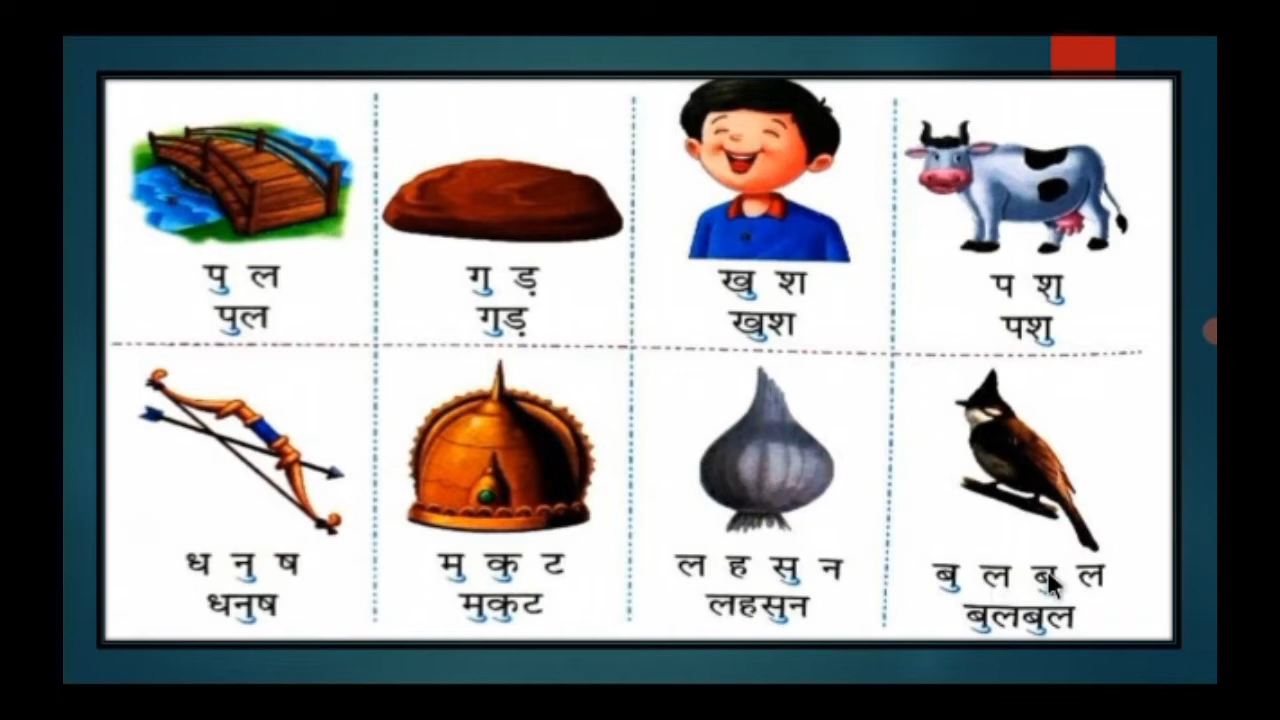 पु ल
पुल
गु ड़
गुड़
खु श
खुश
प शु
पशु
ध नु ष
धनुष
मु कु ट
मुकुट
ल ह सु न
लहसुन
बु ल बु ल
बुलबुल